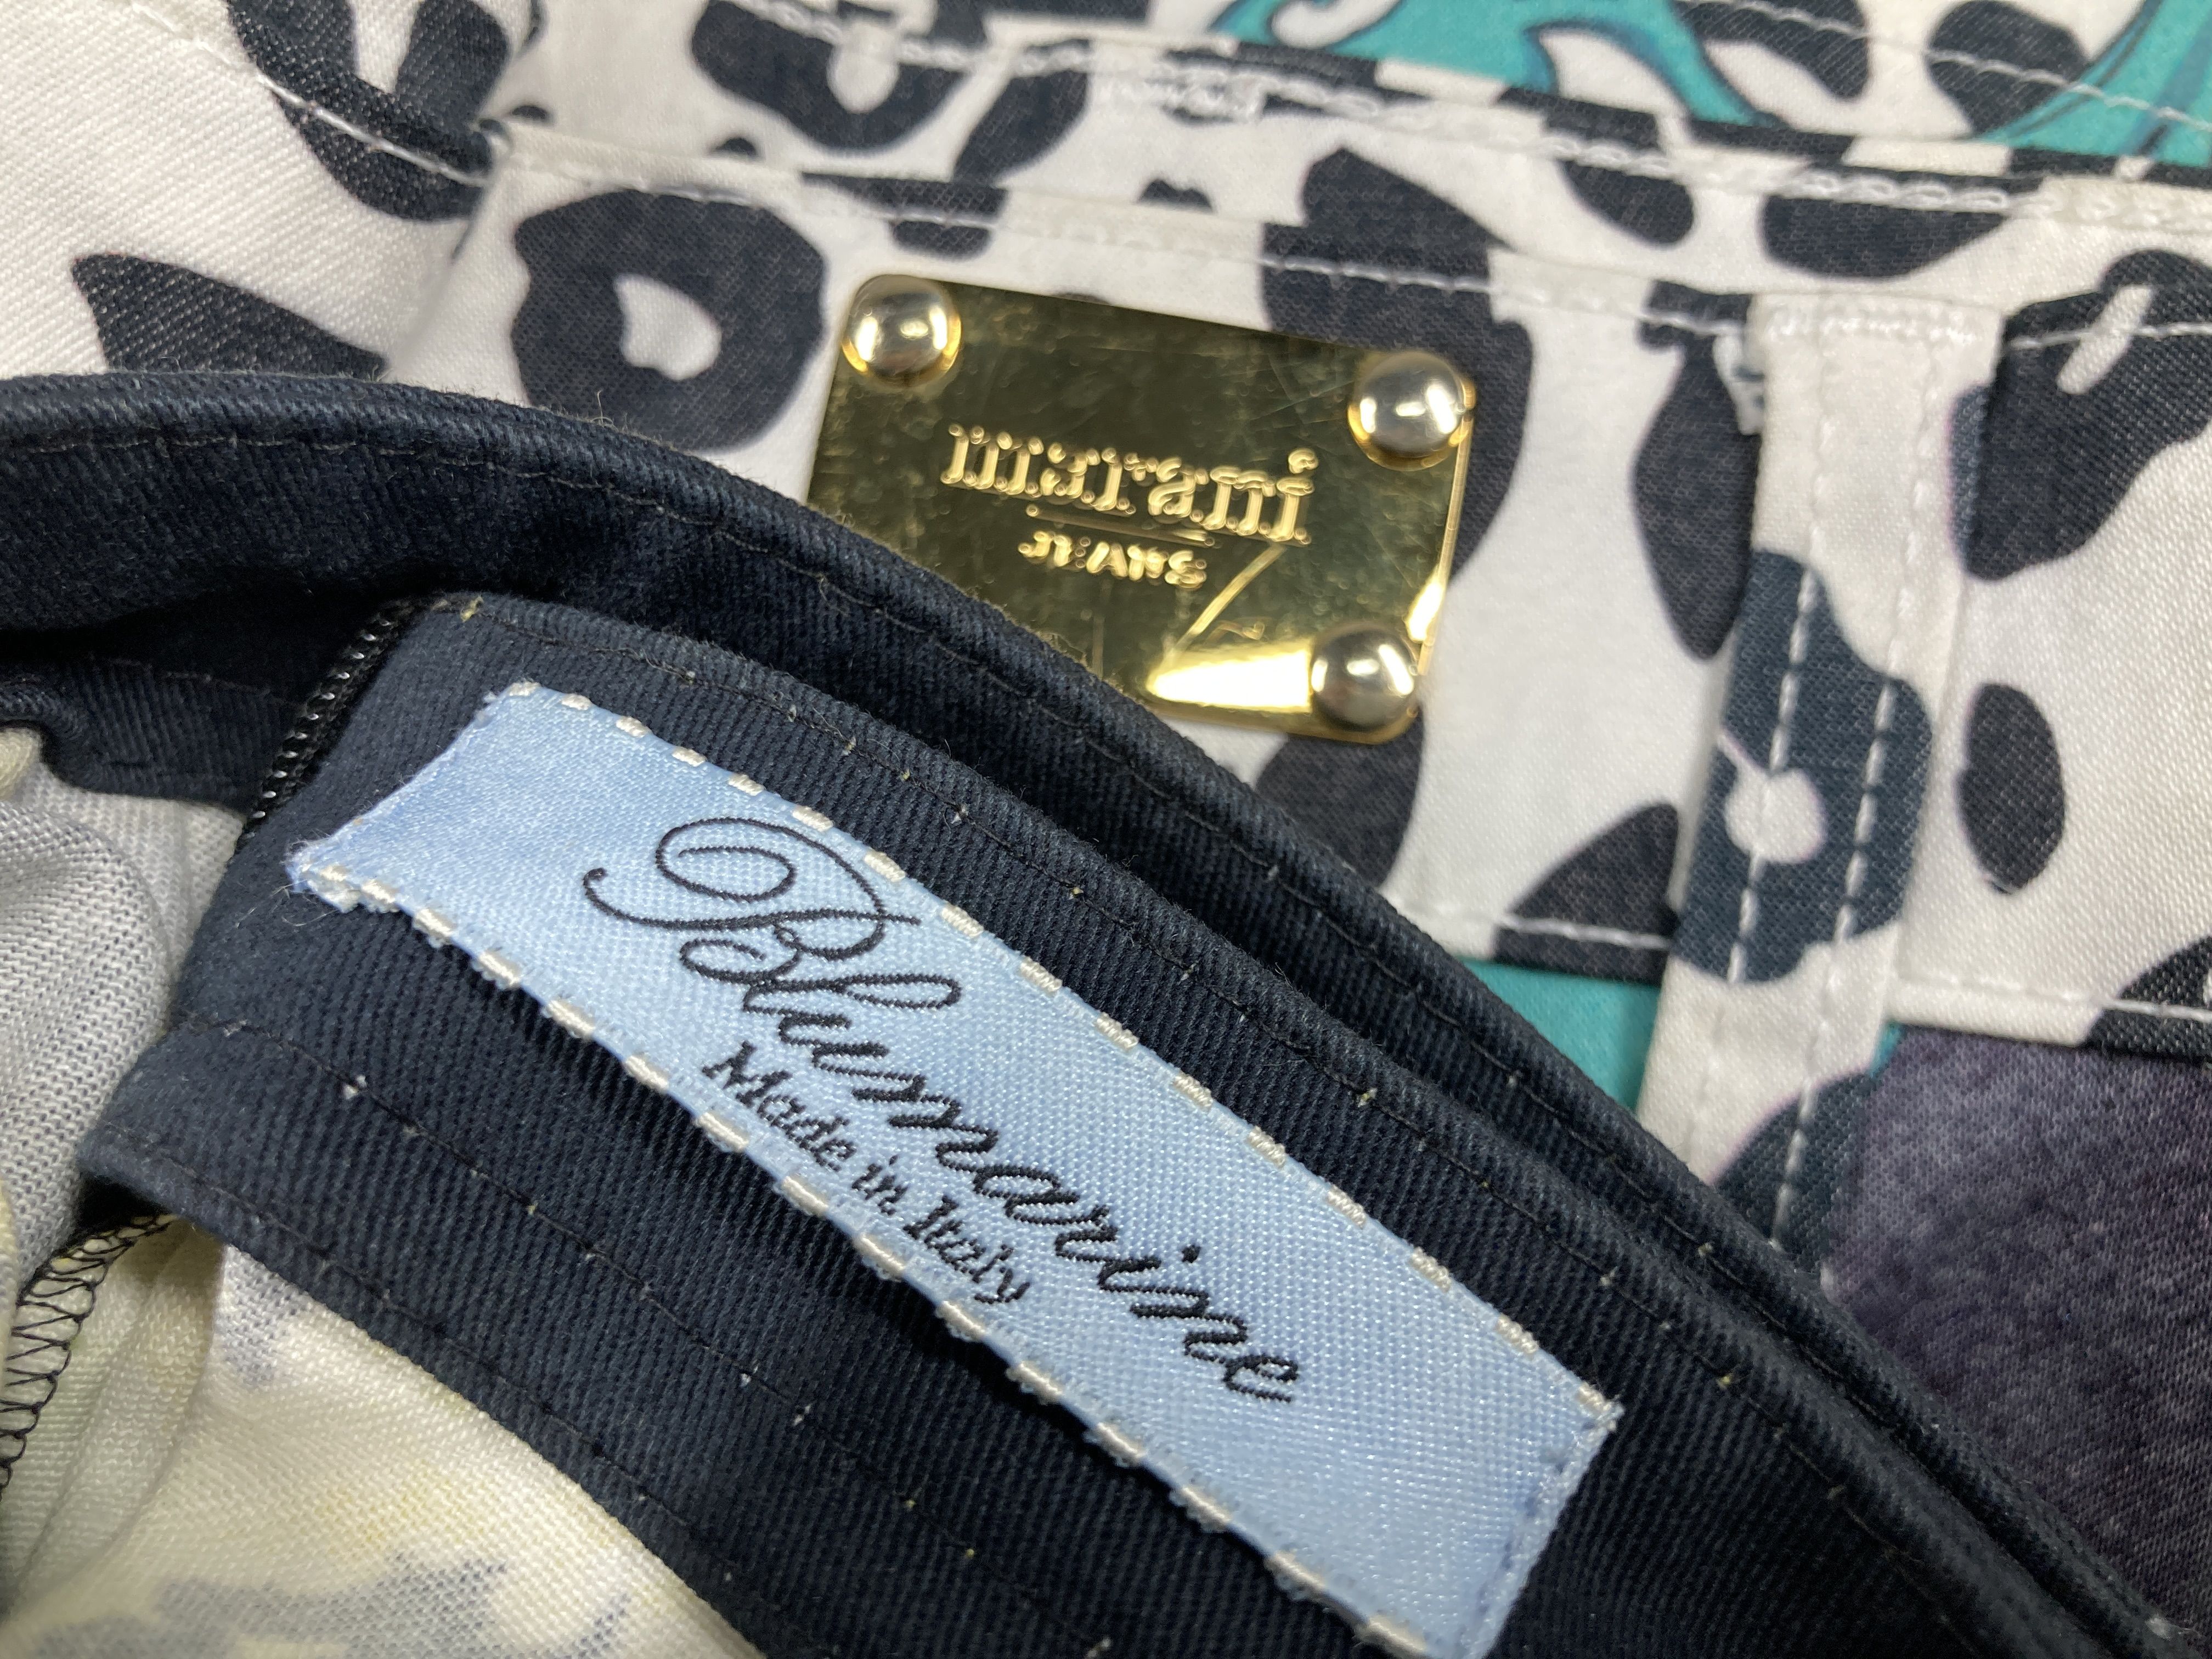 marani
JEANS
Blumarine
Made in Italy